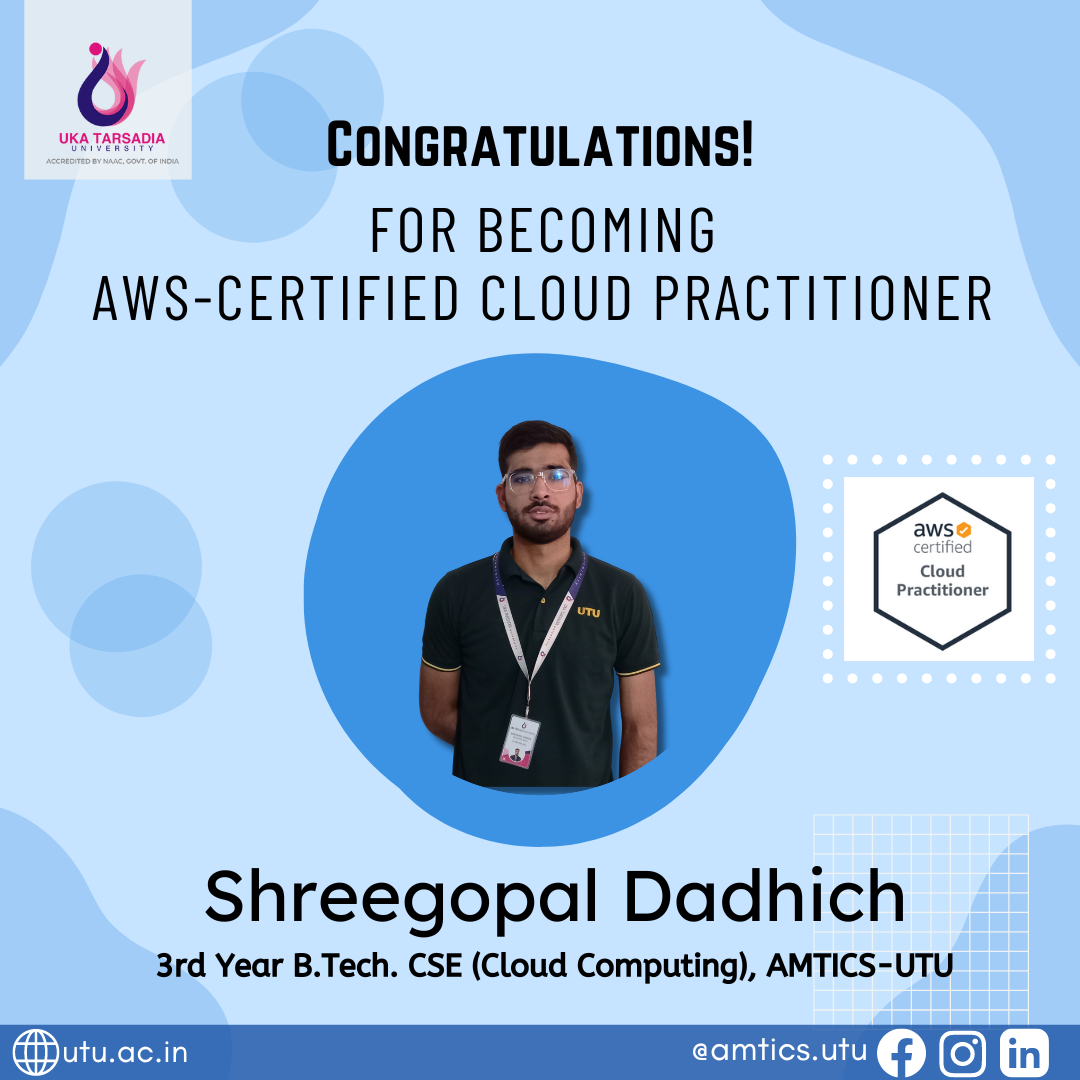 UKA TARSADIA
UNIVERSITY
ACCREDITED BY NAAC, GOVT. OF INDIA
CONGRATULATIONS!
FOR BECOMING
AWS-CERTIFIED CLOUD PRACTITIONER
UTU
aws
certified
Cloud
Practitioner
Shreegopal Dadhich
3rd Year B.Tech. CSE (Cloud Computing), AMTICS-UTU
utu.ac.in
@amtics.utu
in